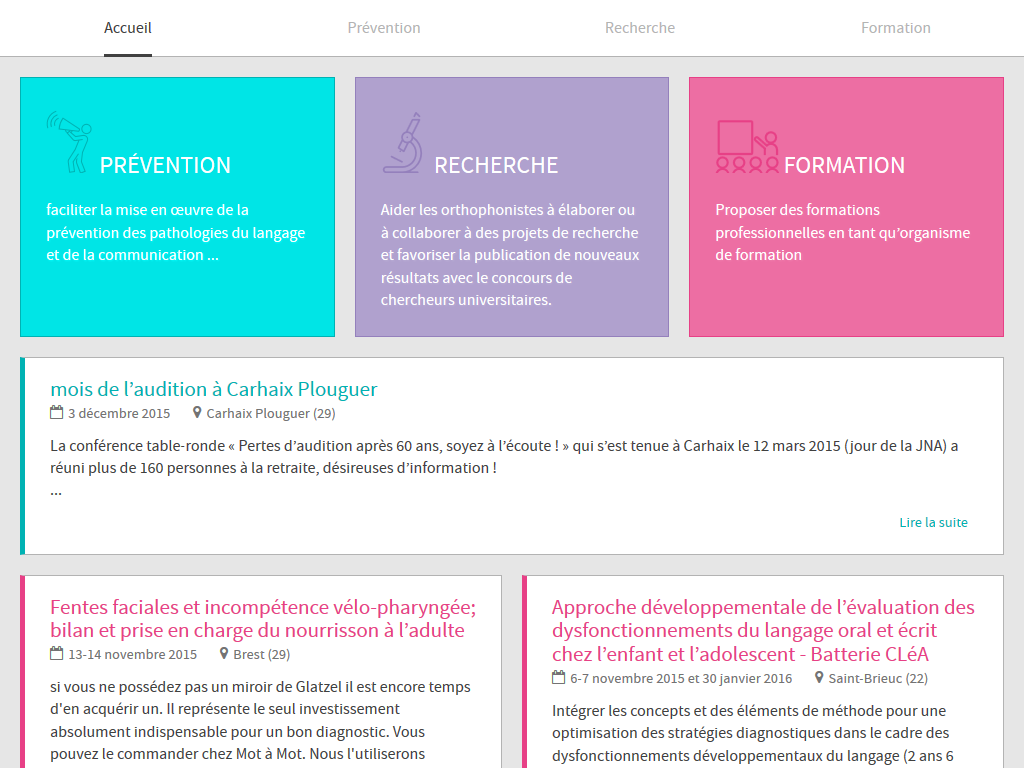 Accueil
Prévention
Recherche
Formation
PRÉVENTION
faciliter la mise en œuvre de la
prévention des pathologies du langage
et de la communication ...
RECHERCHE
Aider les orthophonistes à élaborer ou
à collaborer à des projets de recherche
et favoriser la publication de nouveaux
résultats avec le concours de
chercheurs universitaires.
FORMATION
Proposer des formations
professionnelles en tant qu’organisme
de formation
mois de l’audition à Carhaix Plouguer
3 décembre 2015 Carhaix Plouguer (29)
La conférence table-ronde « Pertes d’audition après 60 ans, soyez à l’écoute ! » qui s’est tenue à Carhaix le 12 mars 2015 (jour de la JNA) a
réuni plus de 160 personnes à la retraite, désireuses d’information !
...
Lire la suite
Fentes faciales et incompétence vélo-pharyngée;
bilan et prise en charge du nourrisson à l’adulte
13-14 novembre 2015 Brest (29)
si vous ne possédez pas un miroir de Glatzel il est encore temps
d'en acquérir un. Il représente le seul investissement
absolument indispensable pour un bon diagnostic. Vous
pouvez le commander chez Mot à Mot. Nous l'utiliserons
Approche développementale de l’évaluation des
dysfonctionnements du langage oral et écrit
chez l’enfant et l’adolescent - Batterie CLéA
6-7 novembre 2015 et 30 janvier 2016 Saint-Brieuc (22)
Intégrer les concepts et des éléments de méthode pour une
optimisation des stratégies diagnostiques dans le cadre des
dysfonctionnements développementaux du langage (2 ans 6